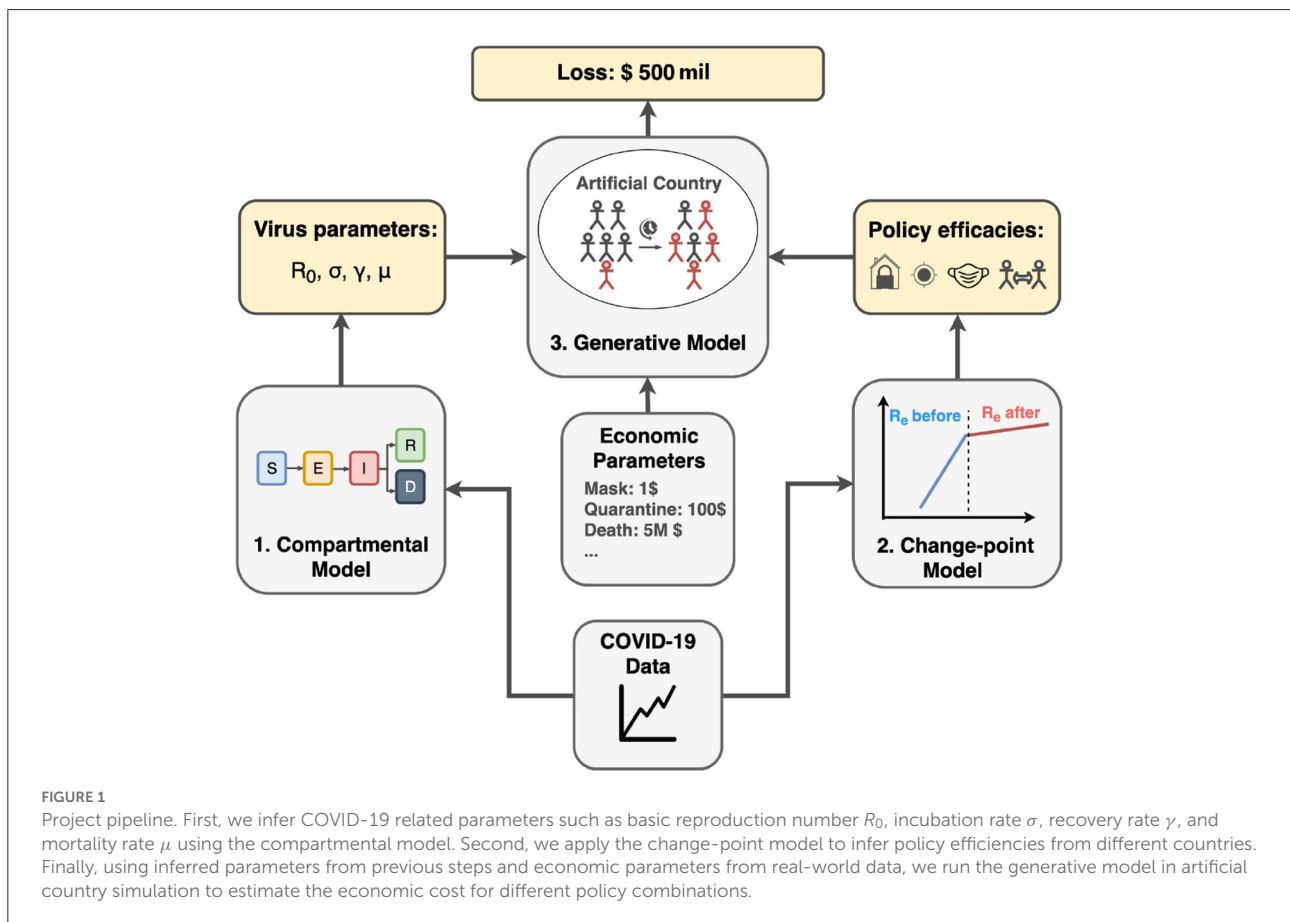 Loss: $ 500 mil
Artificial Country
3. Generative Model
Virus parameters:
R₀, σ, γ, μ
Policy efficacies:
S
E
I
R
D
1. Compartmental
Model
Economic
Parameters
Mask: 1$
Quarantine: 100$
Death: 5M $
...
Rₑ before
Rₑ after
2. Change-point
Model
COVID-19
Data
FIGURE 1
Project pipeline. First, we infer COVID-19 related parameters such as basic reproduction number R₀, incubation rate σ, recovery rate γ, and
mortality rate μ using the compartmental model. Second, we apply the change-point model to infer policy efficiencies from different countries.
Finally, using inferred parameters from previous steps and economic parameters from real-world data, we run the generative model in artificial
country simulation to estimate the economic cost for different policy combinations.